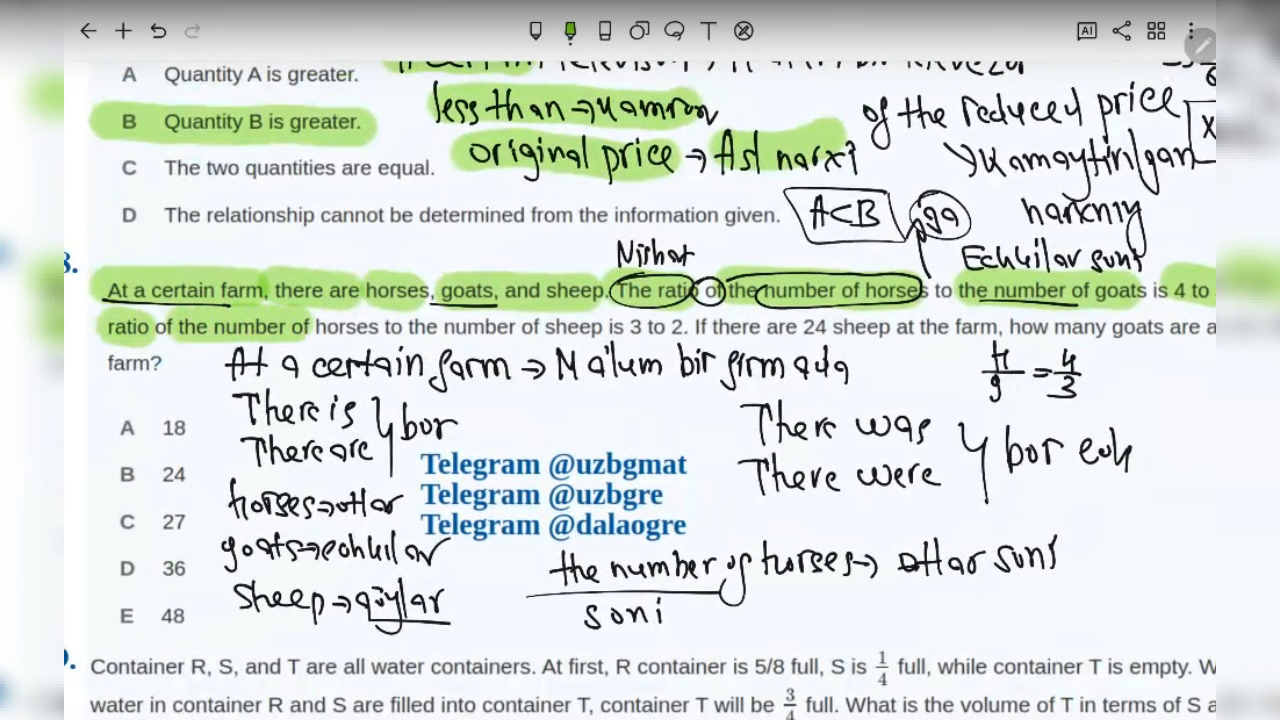 A Quantity A is greater.
less than → kamroq
of the reduced price
B Quantity B is greater.
original price → Asl narxi
C The two quantities are equal.
D The relationship cannot be determined from the information given.
A<B
Nisbat
Echkilar soni
At a certain farm, there are horses, goats, and sheep. The ratio of the number of horses to the number of goats is 4 to
ratio of the number of horses to the number of sheep is 3 to 2. If there are 24 sheep at the farm, how many goats are a
farm?
At a certain farm → Ma'lum bir firmada
h/g = 4/3
There is
There are } bor
There was
There were } bor edi
A 18
B 24
C 27
D 36
E 48
Telegram @uzbgmat
Telegram @uzbgre
Telegram @dalaogre
horses → otlar
goats → echkilar
sheep → qo'ylar
the number of horses → otlar soni
soni
Container R, S, and T are all water containers. At first, R container is 5/8 full, S is 1/4 full, while container T is empty. W
water in container R and S are filled into container T, container T will be 3/4 full. What is the volume of T in terms of S a